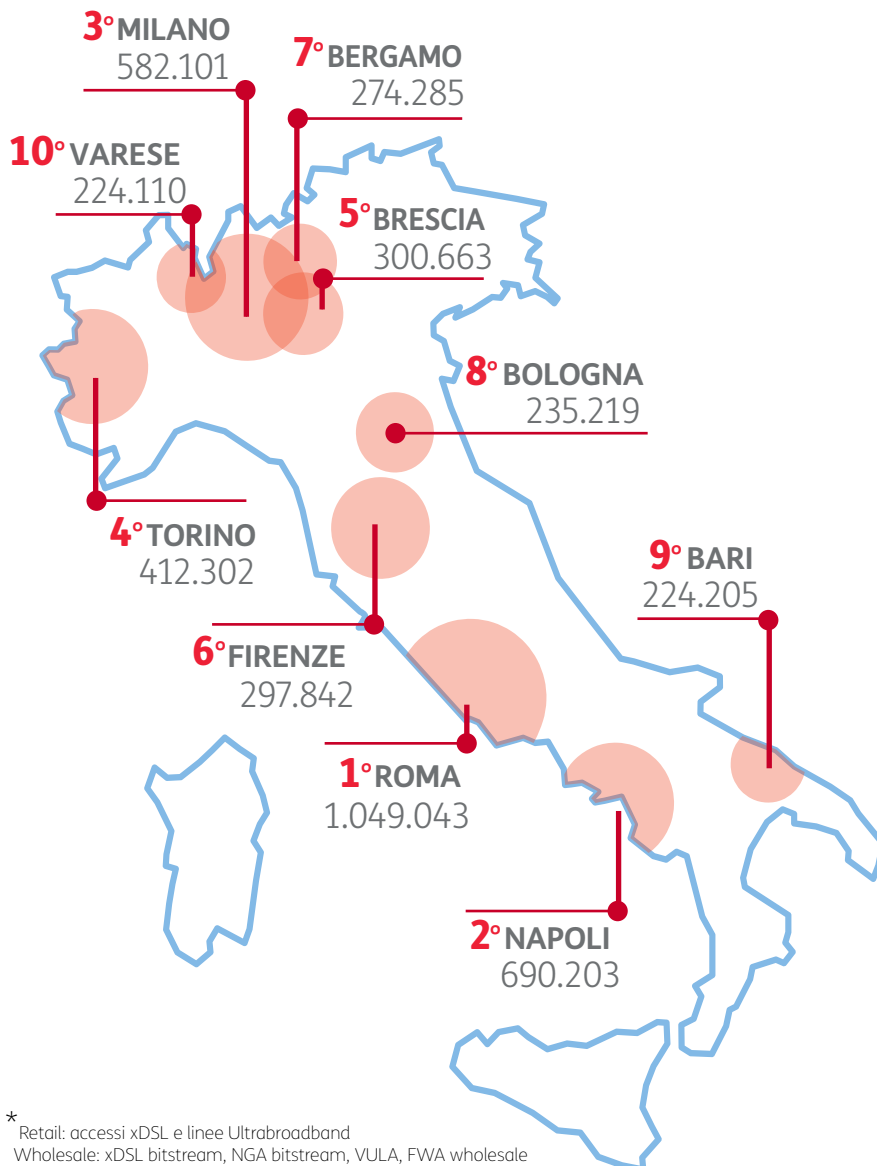 3° MILANO
582.101
7° BERGAMO
274.285
10° VARESE
224.110
5° BRESCIA
300.663
8° BOLOGNA
235.219
4° TORINO
412.302
9° BARI
224.205
6° FIRENZE
297.842
1° ROMA
1.049.043
2° NAPOLI
690.203
* Retail: accessi xDSL e linee Ultrabroadband
Wholesale: xDSL bitstream, NGA bitstream, VULA, FWA wholesale